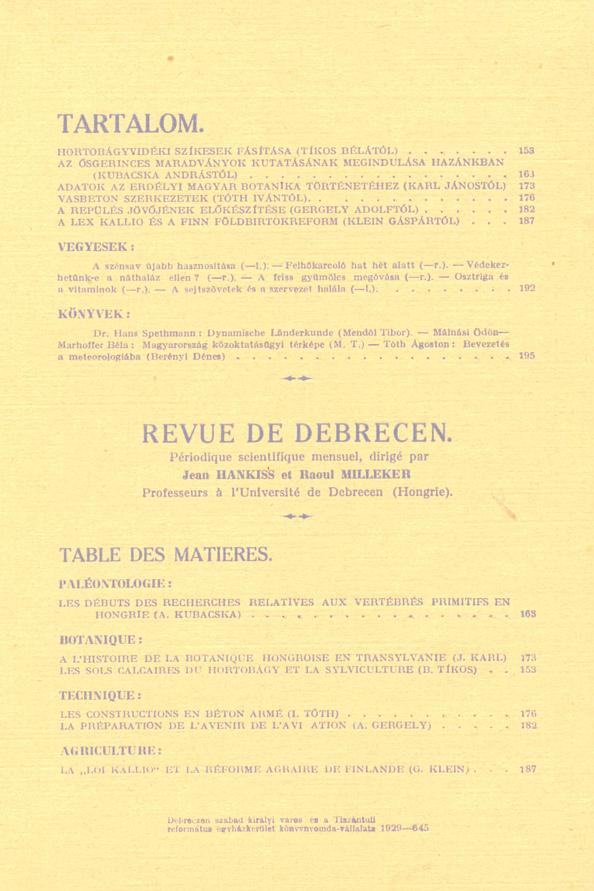 TARTALOM.
HORTOBÁGYVIDÉKI SZÍKESEK FÁSÍTÁSA (TÍKOS BÉLÁTÓL) . . . . . . . 153
AZ ŐSGERINCES MARADVÁNYOK KUTATÁSÁNAK MEGINDULÁSA HAZÁNKBAN
(KUBACSKA ANDRÁSTÓL) . . . . . . . . . . . . . . . . 163
ADATOK AZ ERDÉLYI MAGYAR BOTANIKA TÖRTÉNETÉHEZ (KARL JÁNOSTÓL) 173
VASBETON SZERKEZETEK (TÓTH IVÁNTÓL). . . . . . . . . . . . 176
A REPÜLÉS JÖVŐJÉNEK ELŐKÉSZÍTÉSE (GERGELY ADOLFTÓL) . . . . . . 182
A LEX KALLIO ÉS A FINN FÖLDBIRTOKREFORM (KLEIN GÁSPÁRTÓL) . . . 187
VEGYESEK :
A szénsav újabb hasznosítása (—l.). — Felhőkarcoló hat hét alatt (—r.). — Védekez-
hetünk-e a náthaláz ellen? (—r.). — A friss gyümölcs megóvása (—r.). — Osztriga és
a vitaminok (—r.). — A sejtszövetek és a szervezet halála (—l.). . . . . . . . . 192
KÖNYVEK :
Dr. Hans Spethmann : Dynamische Länderkunde (Mendöl Tibor). — Málnási Ödön—
Marhoffer Béla : Magyarország közoktatásügyi térképe (M. T.) — Tóth Ágoston : Bevezetés
a meteorologiába (Berényi Dénes) . . . . . . . . . . . . . . . . . 195
REVUE DE DEBRECEN.
Périodique scientifique mensuel, dirigé par
Jean HANKISS et Raoul MILLEKER
Professeurs à l'Université de Debrecen (Hongrie).
TABLE DES MATIERES.
PALÉONTOLOGIE :
LES DÉBUTS DES RECHERCHES RELATIVES AUX VERTÉBRÉS PRIMITIFS EN
HONGRIE (A. KUBACSKA) . . . . . . . . . . . . . . . . . 163
BOTANIQUE :
A L'HISTOIRE DE LA BOTANIQUE HONGROISE EN TRANSYLVANIE (J. KARL) 173
LES SOLS CALCAIRES DU HORTOBÁGY ET LA SYLVICULTURE (B. TÍKOS) . . 153
TECHNIQUE :
LES CONSTRUCTIONS EN BÉTON ARMÉ (I. TÓTH) . . . . . . . . . . 176
LA PRÉPARATION DE L'AVENIR DE L'AVI ATION (A. GERGELY) . . . . . 182
AGRICULTURE :
LA „LOI KALLIO" ET LA RÉFORME AGRAIRE DE FINLANDE (G. KLEIN) . . . 187
Debreczen szabad királyi város és a Tiszántúli
református egyházkerület könyvnyomda-vállalata 1929—645